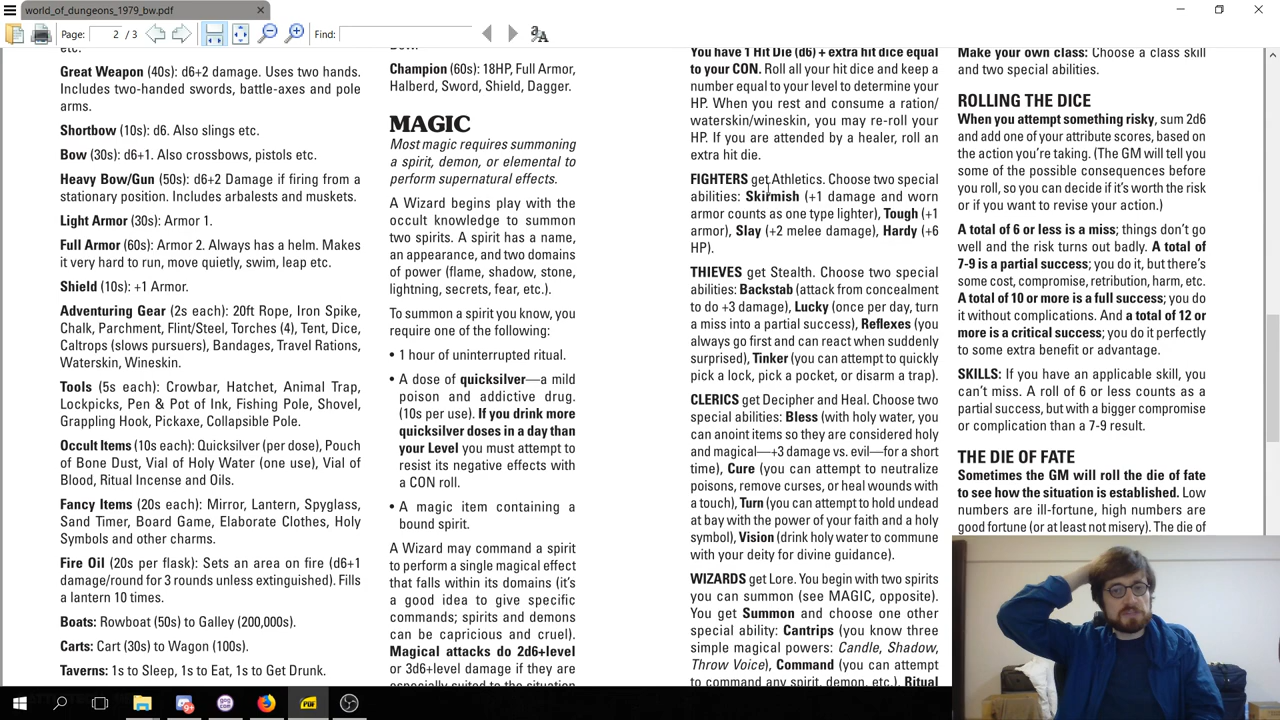 world_of_dungeons_1979_bw.pdf
Page:
2
/ 3
Find:
etc.
Great Weapon (40s): d6+2 damage. Uses two hands.
Includes two-handed swords, battle-axes and pole
arms.
Shortbow (10s): d6. Also slings etc.
Bow (30s): d6+1. Also crossbows, pistols etc.
Heavy Bow/Gun (50s): d6+2 Damage if firing from a
stationary position. Includes arbalests and muskets.
Light Armor (30s): Armor 1.
Full Armor (60s): Armor 2. Always has a helm. Makes
it very hard to run, move quietly, swim, leap etc.
Shield (10s): +1 Armor.
Adventuring Gear (2s each): 20ft Rope, Iron Spike,
Chalk, Parchment, Flint/Steel, Torches (4), Tent, Dice,
Caltrops (slows pursuers), Bandages, Travel Rations,
Waterskin, Wineskin.
Tools (5s each): Crowbar, Hatchet, Animal Trap,
Lockpicks, Pen & Pot of Ink, Fishing Pole, Shovel,
Grappling Hook, Pickaxe, Collapsible Pole.
Occult Items (10s each): Quicksilver (per dose), Pouch
of Bone Dust, Vial of Holy Water (one use), Vial of
Blood, Ritual Incense and Oils.
Fancy Items (20s each): Mirror, Lantern, Spyglass,
Sand Timer, Board Game, Elaborate Clothes, Holy
Symbols and other charms.
Fire Oil (20s per flask): Sets an area on fire (d6+1
damage/round for 3 rounds unless extinguished). Fills
a lantern 10 times.
Boats: Rowboat (50s) to Galley (200,000s).
Carts: Cart (30s) to Wagon (100s).
Taverns: 1s to Sleep, 1s to Eat, 1s to Get Drunk.
Champion (60s): 18HP, Full Armor,
Halberd, Sword, Shield, Dagger.
MAGIC
Most magic requires summoning
a spirit, demon, or elemental to
perform supernatural effects.
A Wizard begins play with the
occult knowledge to summon
two spirits. A spirit has a name,
an appearance, and two domains
of power (flame, shadow, stone,
lightning, secrets, fear, etc.).
To summon a spirit you know, you
require one of the following:
• 1 hour of uninterrupted ritual.
• A dose of quicksilver—a mild
poison and addictive drug.
(10s per use). If you drink more
quicksilver doses in a day than
your Level you must attempt to
resist its negative effects with
a CON roll.
• A magic item containing a
bound spirit.
A Wizard may command a spirit
to perform a single magical effect
that falls within its domains (it's
a good idea to give specific
commands; spirits and demons
can be capricious and cruel).
Magical attacks do 2d6+level
or 3d6+level damage if they are
especially suited to the situation
You have 1 Hit Die (d6) + extra hit dice equal
to your CON. Roll all your hit dice and keep a
number equal to your level to determine your
HP. When you rest and consume a ration/
waterskin/wineskin, you may re-roll your
HP. If you are attended by a healer, roll an
extra hit die.
FIGHTERS get Athletics. Choose two special
abilities: Skirmish (+1 damage and worn
armor counts as one type lighter), Tough (+1
armor), Slay (+2 melee damage), Hardy (+6
HP).
THIEVES get Stealth. Choose two special
abilities: Backstab (attack from concealment
to do +3 damage), Lucky (once per day, turn
a miss into a partial success), Reflexes (you
always go first and can react when suddenly
surprised), Tinker (you can attempt to quickly
pick a lock, pick a pocket, or disarm a trap).
CLERICS get Decipher and Heal. Choose two
special abilities: Bless (with holy water, you
can anoint items so they are considered holy
and magical—+3 damage vs. evil—for a short
time), Cure (you can attempt to neutralize
poisons, remove curses, or heal wounds with
a touch), Turn (you can attempt to hold undead
at bay with the power of your faith and a holy
symbol), Vision (drink holy water to commune
with your deity for divine guidance).
WIZARDS get Lore. You begin with two spirits
you can summon (see MAGIC, opposite).
You get Summon and choose one other
special ability: Cantrips (you know three
simple magical powers: Candle, Shadow,
Throw Voice), Command (you can attempt
to command any spirit, demon, etc.), Ritual
Make your own class: Choose a class skill
and two special abilities.
ROLLING THE DICE
When you attempt something risky, sum 2d6
and add one of your attribute scores, based on
the action you're taking. (The GM will tell you
some of the possible consequences before
you roll, so you can decide if it's worth the risk
or if you want to revise your action.)
A total of 6 or less is a miss; things don't go
well and the risk turns out badly. A total of
7-9 is a partial success; you do it, but there's
some cost, compromise, retribution, harm, etc.
A total of 10 or more is a full success; you do
it without complications. And a total of 12 or
more is a critical success; you do it perfectly
to some extra benefit or advantage.
SKILLS: If you have an applicable skill, you
can't miss. A roll of 6 or less counts as a
partial success, but with a bigger compromise
or complication than a 7-9 result.
THE DIE OF FATE
Sometimes the GM will roll the die of fate
to see how the situation is established. Low
numbers are ill-fortune, high numbers are
good fortune (or at least not misery). The die of